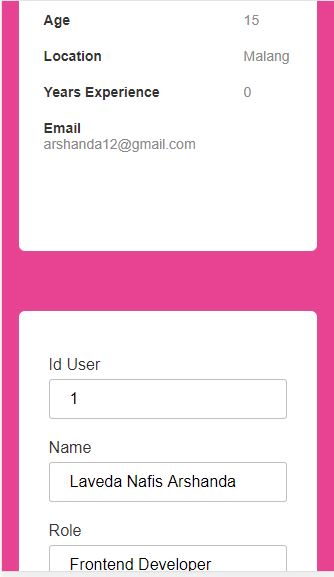 Age 15
Location Malang
Years Experience 0
Email
arshanda12@gmail.com
Id User
1
Name
Laveda Nafis Arshanda
Role
Frontend Developer